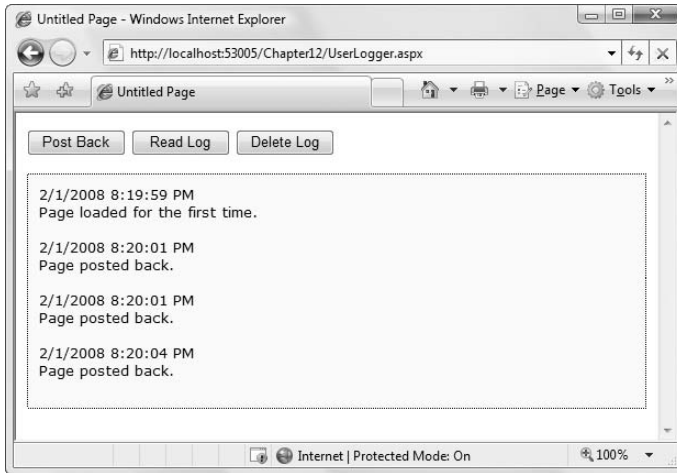 Untitled Page - Windows Internet Explorer
http://localhost:53005/Chapter12/UserLogger.aspx
Untitled Page
Page
Tools
Post Back
Read Log
Delete Log
2/1/2008 8:19:59 PM
Page loaded for the first time.
2/1/2008 8:20:01 PM
Page posted back.
2/1/2008 8:20:01 PM
Page posted back.
2/1/2008 8:20:04 PM
Page posted back.
Internet | Protected Mode: On
100%